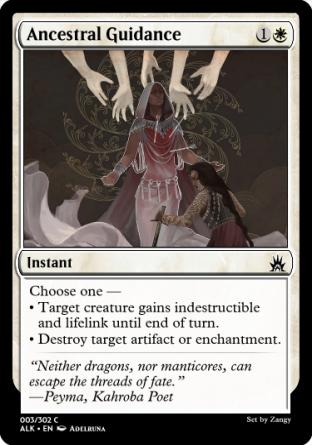 Ancestral Guidance 1
Instant
Choose one —
• Target creature gains indestructible
and lifelink until end of turn.
• Destroy target artifact or enchantment.
“Neither dragons, nor manticores, can
escape the threads of fate.”
—Peyma, Kahroba Poet
003/302 C
ALK • EN Adelruna
Set by Zangy